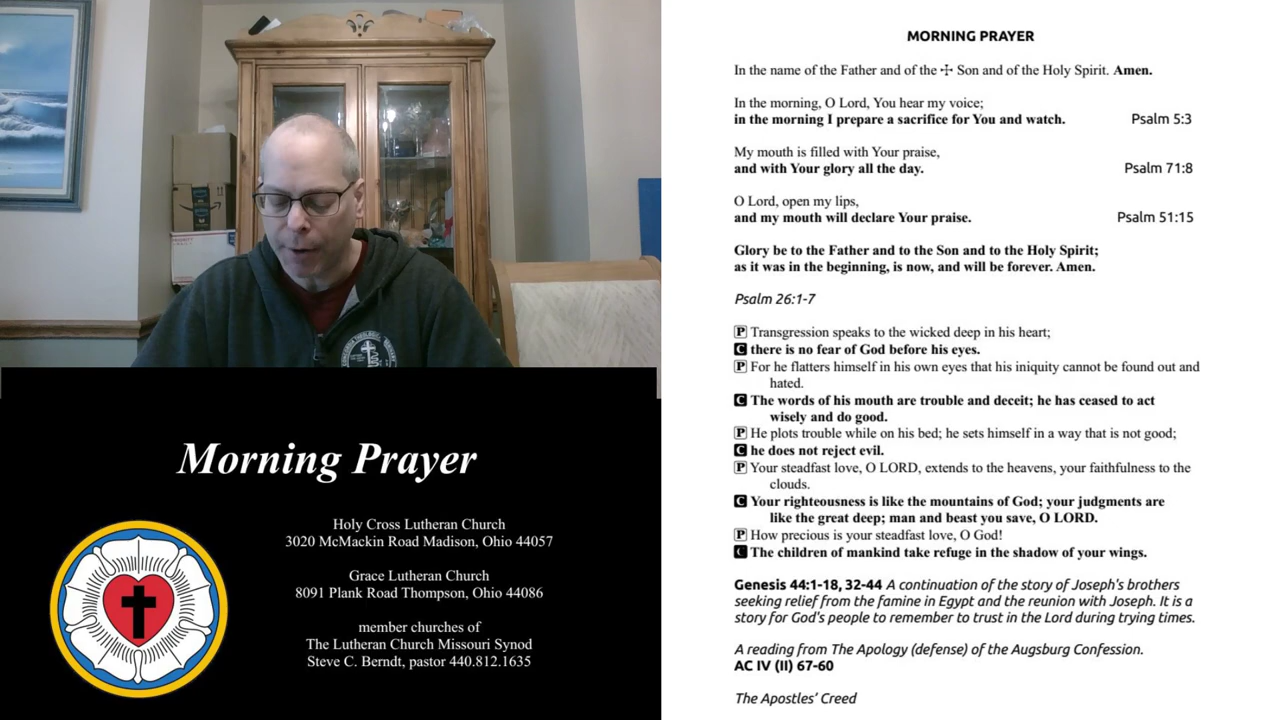 Morning Prayer
Holy Cross Lutheran Church
3020 McMackin Road Madison, Ohio 44057
Grace Lutheran Church
8091 Plank Road Thompson, Ohio 44086
member churches of
The Lutheran Church Missouri Synod
Steve C. Berndt, pastor 440.812.1635
MORNING PRAYER
In the name of the Father and of the ☩ Son and of the Holy Spirit. Amen.
In the morning, O Lord, You hear my voice;
in the morning I prepare a sacrifice for You and watch. Psalm 5:3
My mouth is filled with Your praise,
and with Your glory all the day. Psalm 71:8
O Lord, open my lips,
and my mouth will declare Your praise. Psalm 51:15
Glory be to the Father and to the Son and to the Holy Spirit;
as it was in the beginning, is now, and will be forever. Amen.
Psalm 26:1-7
P Transgression speaks to the wicked deep in his heart;
C there is no fear of God before his eyes.
P For he flatters himself in his own eyes that his iniquity cannot be found out and
hated.
C The words of his mouth are trouble and deceit; he has ceased to act
wisely and do good.
P He plots trouble while on his bed; he sets himself in a way that is not good;
C he does not reject evil.
P Your steadfast love, O LORD, extends to the heavens, your faithfulness to the
clouds.
C Your righteousness is like the mountains of God; your judgments are
like the great deep; man and beast you save, O LORD.
P How precious is your steadfast love, O God!
C The children of mankind take refuge in the shadow of your wings.
Genesis 44:1-18, 32-44 A continuation of the story of Joseph's brothers
seeking relief from the famine in Egypt and the reunion with Joseph. It is a
story for God's people to remember to trust in the Lord during trying times.
A reading from The Apology (defense) of the Augsburg Confession.
AC IV (II) 67-60
The Apostles' Creed